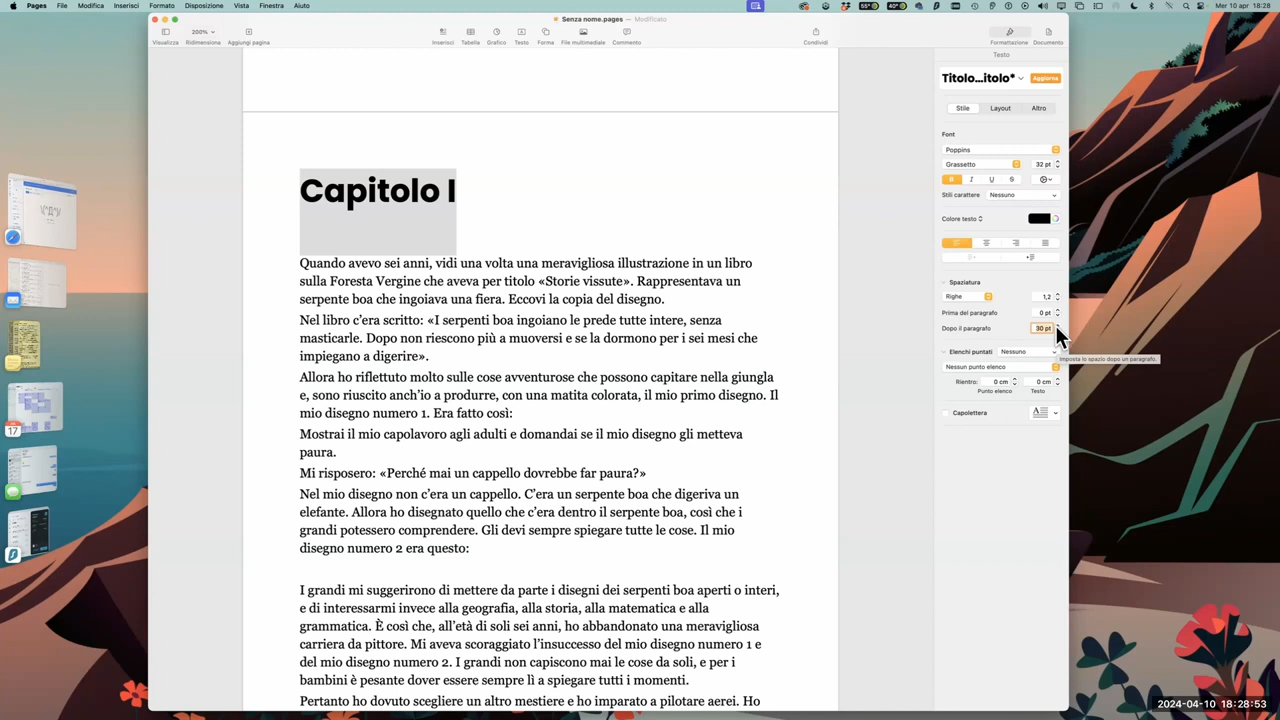 Pages File Modifica Inserisci Formato Disposizione Vista Finestra Aiuto
55° 40° Mer 10 apr 18:28
Senza nome.pages — Modificato
200%
Visualizza Ridimensiona Aggiungi pagina Inserisci Tabella Grafico Testo Forma File multimediale Commento Condividi Formattazione Documento
Testo
Titolo...itolo* Aggiorna
Stile Layout Altro
Font
Poppins
Grassetto 32 pt
B I U S
Stili carattere Nessuno
Colore testo
Spaziatura
Righe 1,2
Prima del paragrafo 0 pt
Dopo il paragrafo 30 pt
Elenchi puntati Nessuno
Imposta lo spazio dopo un paragrafo.
Nessun punto elenco
Rientro: 0 cm 0 cm
Punto elenco Testo
Capolettera
Capitolo I
Quando avevo sei anni, vidi una volta una meravigliosa illustrazione in un libro
sulla Foresta Vergine che aveva per titolo «Storie vissute». Rappresentava un
serpente boa che ingoiava una fiera. Eccovi la copia del disegno.
Nel libro c’era scritto: «I serpenti boa ingoiano le prede tutte intere, senza
masticarle. Dopo non riescono più a muoversi e se la dormono per i sei mesi che
impiegano a digerire».
Allora ho riflettuto molto sulle cose avventurose che possono capitare nella giungla
e, sono riuscito anch’io a produrre, con una matita colorata, il mio primo disegno. Il
mio disegno numero 1. Era fatto così:
Mostrai il mio capolavoro agli adulti e domandai se il mio disegno gli metteva
paura.
Mi risposero: «Perché mai un cappello dovrebbe far paura?»
Nel mio disegno non c’era un cappello. C’era un serpente boa che digeriva un
elefante. Allora ho disegnato quello che c’era dentro il serpente boa, così che i
grandi potessero comprendere. Gli devi sempre spiegare tutte le cose. Il mio
disegno numero 2 era questo:
I grandi mi suggerirono di mettere da parte i disegni dei serpenti boa aperti o interi,
e di interessarmi invece alla geografia, alla storia, alla matematica e alla
grammatica. È così che, all’età di soli sei anni, ho abbandonato una meravigliosa
carriera da pittore. Mi aveva scoraggiato l’insuccesso del mio disegno numero 1 e
del mio disegno numero 2. I grandi non capiscono mai le cose da soli, e per i
bambini è pesante dover essere sempre lì a spiegare tutti i momenti.
Pertanto ho dovuto scegliere un altro mestiere e ho imparato a pilotare aerei. Ho
17
2024-04-10 18:28:53